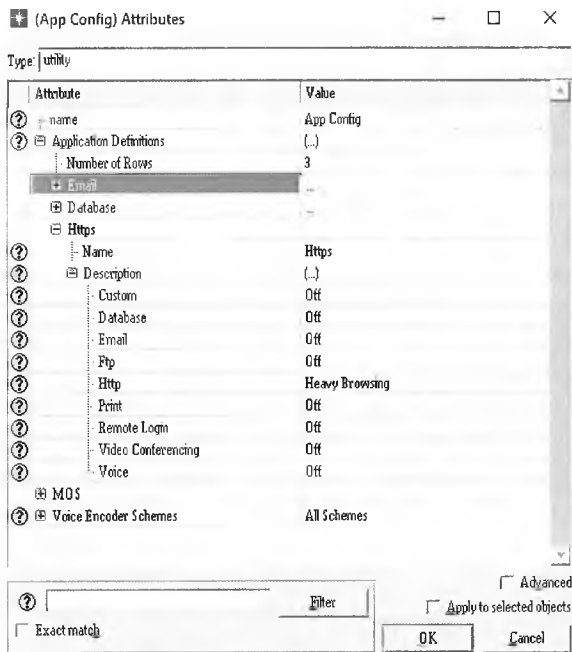 (App Config) Attributes
Type: utility
Attribute Value
name App Config
Application Definitions (...)
Number of Rows 3
Email ...
Database ...
Https
Name Https
Description (...)
Custom Off
Database Off
Email Off
Ftp Off
Http Heavy Browsing
Print Off
Remote Login Off
Video Conferencing Off
Voice Off
MOS
Voice Encoder Schemes All Schemes
Advanced
Filter
Apply to selected objects
Exact match
OK Cancel